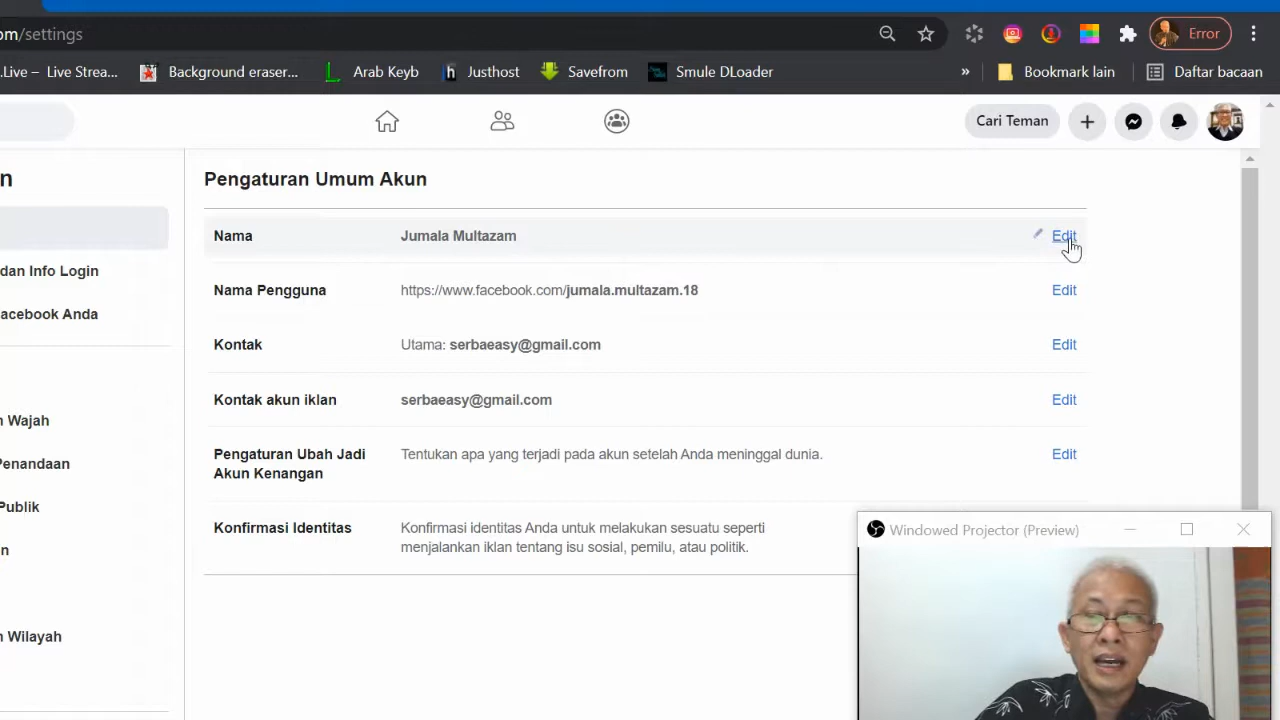 om/settings
Error
.Live – Live Strea...
Background eraser...
Arab Keyb
Justhost
Savefrom
Smule DLoader
»
Bookmark lain
Daftar bacaan
Cari Teman
n
Pengaturan Umum Akun
Nama
Jumala Multazam
Edit
dan Info Login
Nama Pengguna
https://www.facebook.com/jumala.multazam.18
Edit
acebook Anda
Kontak
Utama: serbaeasy@gmail.com
Edit
Kontak akun iklan
serbaeasy@gmail.com
Edit
n Wajah
Pengaturan Ubah Jadi
Akun Kenangan
Tentukan apa yang terjadi pada akun setelah Anda meninggal dunia.
Edit
Penandaan
Publik
Konfirmasi Identitas
Konfirmasi identitas Anda untuk melakukan sesuatu seperti
menjalankan iklan tentang isu sosial, pemilu, atau politik.
n
n Wilayah
Windowed Projector (Preview)